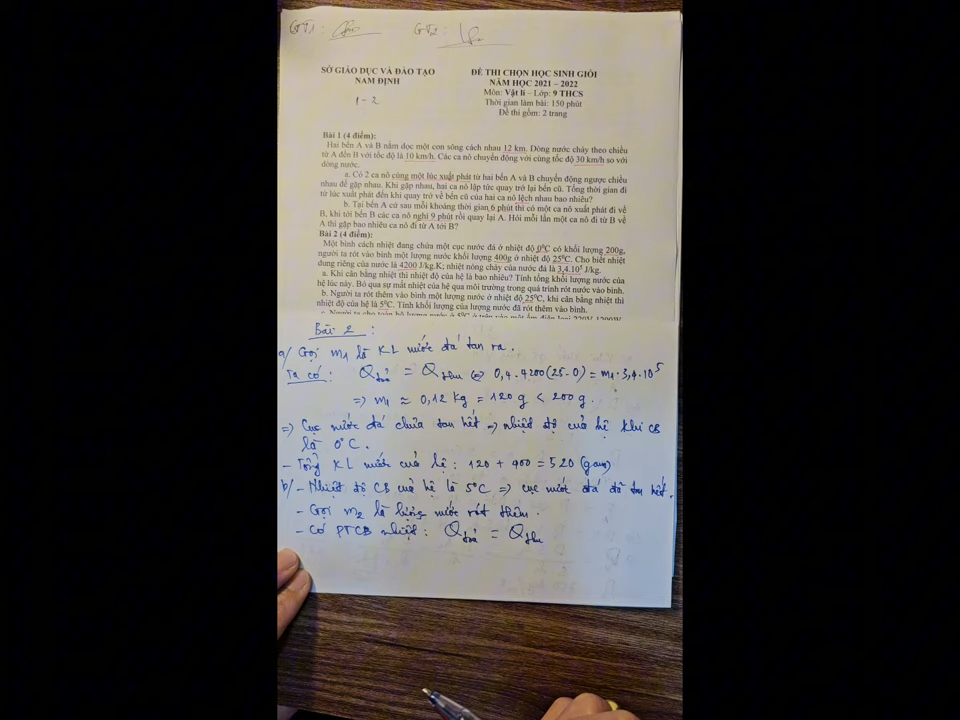 GT1 :
GT2 :
SỞ GIÁO DỤC VÀ ĐÀO TẠO
NAM ĐỊNH
1-2
ĐỀ THI CHỌN HỌC SINH GIỎI
NĂM HỌC 2021 – 2022
Môn: Vật lí – Lớp: 9 THCS
Thời gian làm bài: 150 phút
Đề thi gồm: 2 trang
Bài 1 (4 điểm):
Hai bến A và B nằm dọc một con sông cách nhau 12 km. Dòng nước chảy theo chiều
từ A đến B với tốc độ là 10 km/h. Các ca nô chuyển động với cùng tốc độ 30 km/h so với
dòng nước.
a. Có 2 ca nô cùng một lúc xuất phát từ hai bến A và B chuyển động ngược chiều
nhau để gặp nhau. Khi gặp nhau, hai ca nô lập tức quay trở lại bến cũ. Tổng thời gian đi
từ lúc xuất phát đến khi quay trở về bến cũ của hai ca nô lệch nhau bao nhiêu?
b. Tại bến A cứ sau mỗi khoảng thời gian 6 phút thì có một ca nô xuất phát đi về
B, khi tới bến B các ca nô nghỉ 9 phút rồi quay lại A. Hỏi mỗi lần một ca nô đi từ B về
A thì gặp bao nhiêu ca nô đi từ A tới B?
Bài 2 (4 điểm):
Một bình cách nhiệt đang chứa một cục nước đá ở nhiệt độ 0⁰C có khối lượng 200g,
người ta rót vào bình một lượng nước khối lượng 400g ở nhiệt độ 25⁰C. Cho biết nhiệt
dung riêng của nước là 4200 J/kg.K; nhiệt nóng chảy của nước đá là 3,4.10⁵ J/kg.
a. Khi cân bằng nhiệt thì nhiệt độ của hệ là bao nhiêu? Tính tổng khối lượng nước của
hệ lúc này. Bỏ qua sự mất nhiệt của hệ qua môi trường trong quá trình rót nước vào bình.
b. Người ta rót thêm vào bình một lượng nước ở nhiệt độ 25⁰C, khi cân bằng nhiệt thì
nhiệt độ của hệ là 5⁰C. Tính khối lượng của lượng nước đã rót thêm vào bình.
Bài 2 :
a/ Gọi m₁ là KL nước đá tan ra.
Ta có : Qtoả = Qthu <=> 0,4.4200(25-0) = m₁.3,4.10⁵
=> m₁ ≈ 0,12 kg = 120 g < 200 g.
=> Cục nước đá chưa tan hết => nhiệt độ của hệ khi CB
là 0°C.
- Tổng KL nước của hệ : 120 + 400 = 520 (gam)
b/ - Nhiệt độ CB của hệ là 5°C => cục nước đá đã tan hết.
- Gọi m₂ là lượng nước rót thêm.
- Có PTCB nhiệt : Qtoả = Qthu